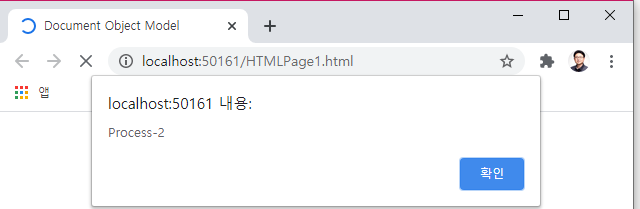 Document Object Model
localhost:50161/HTMLPage1.html
앱
localhost:50161 내용:
Process-2
확인